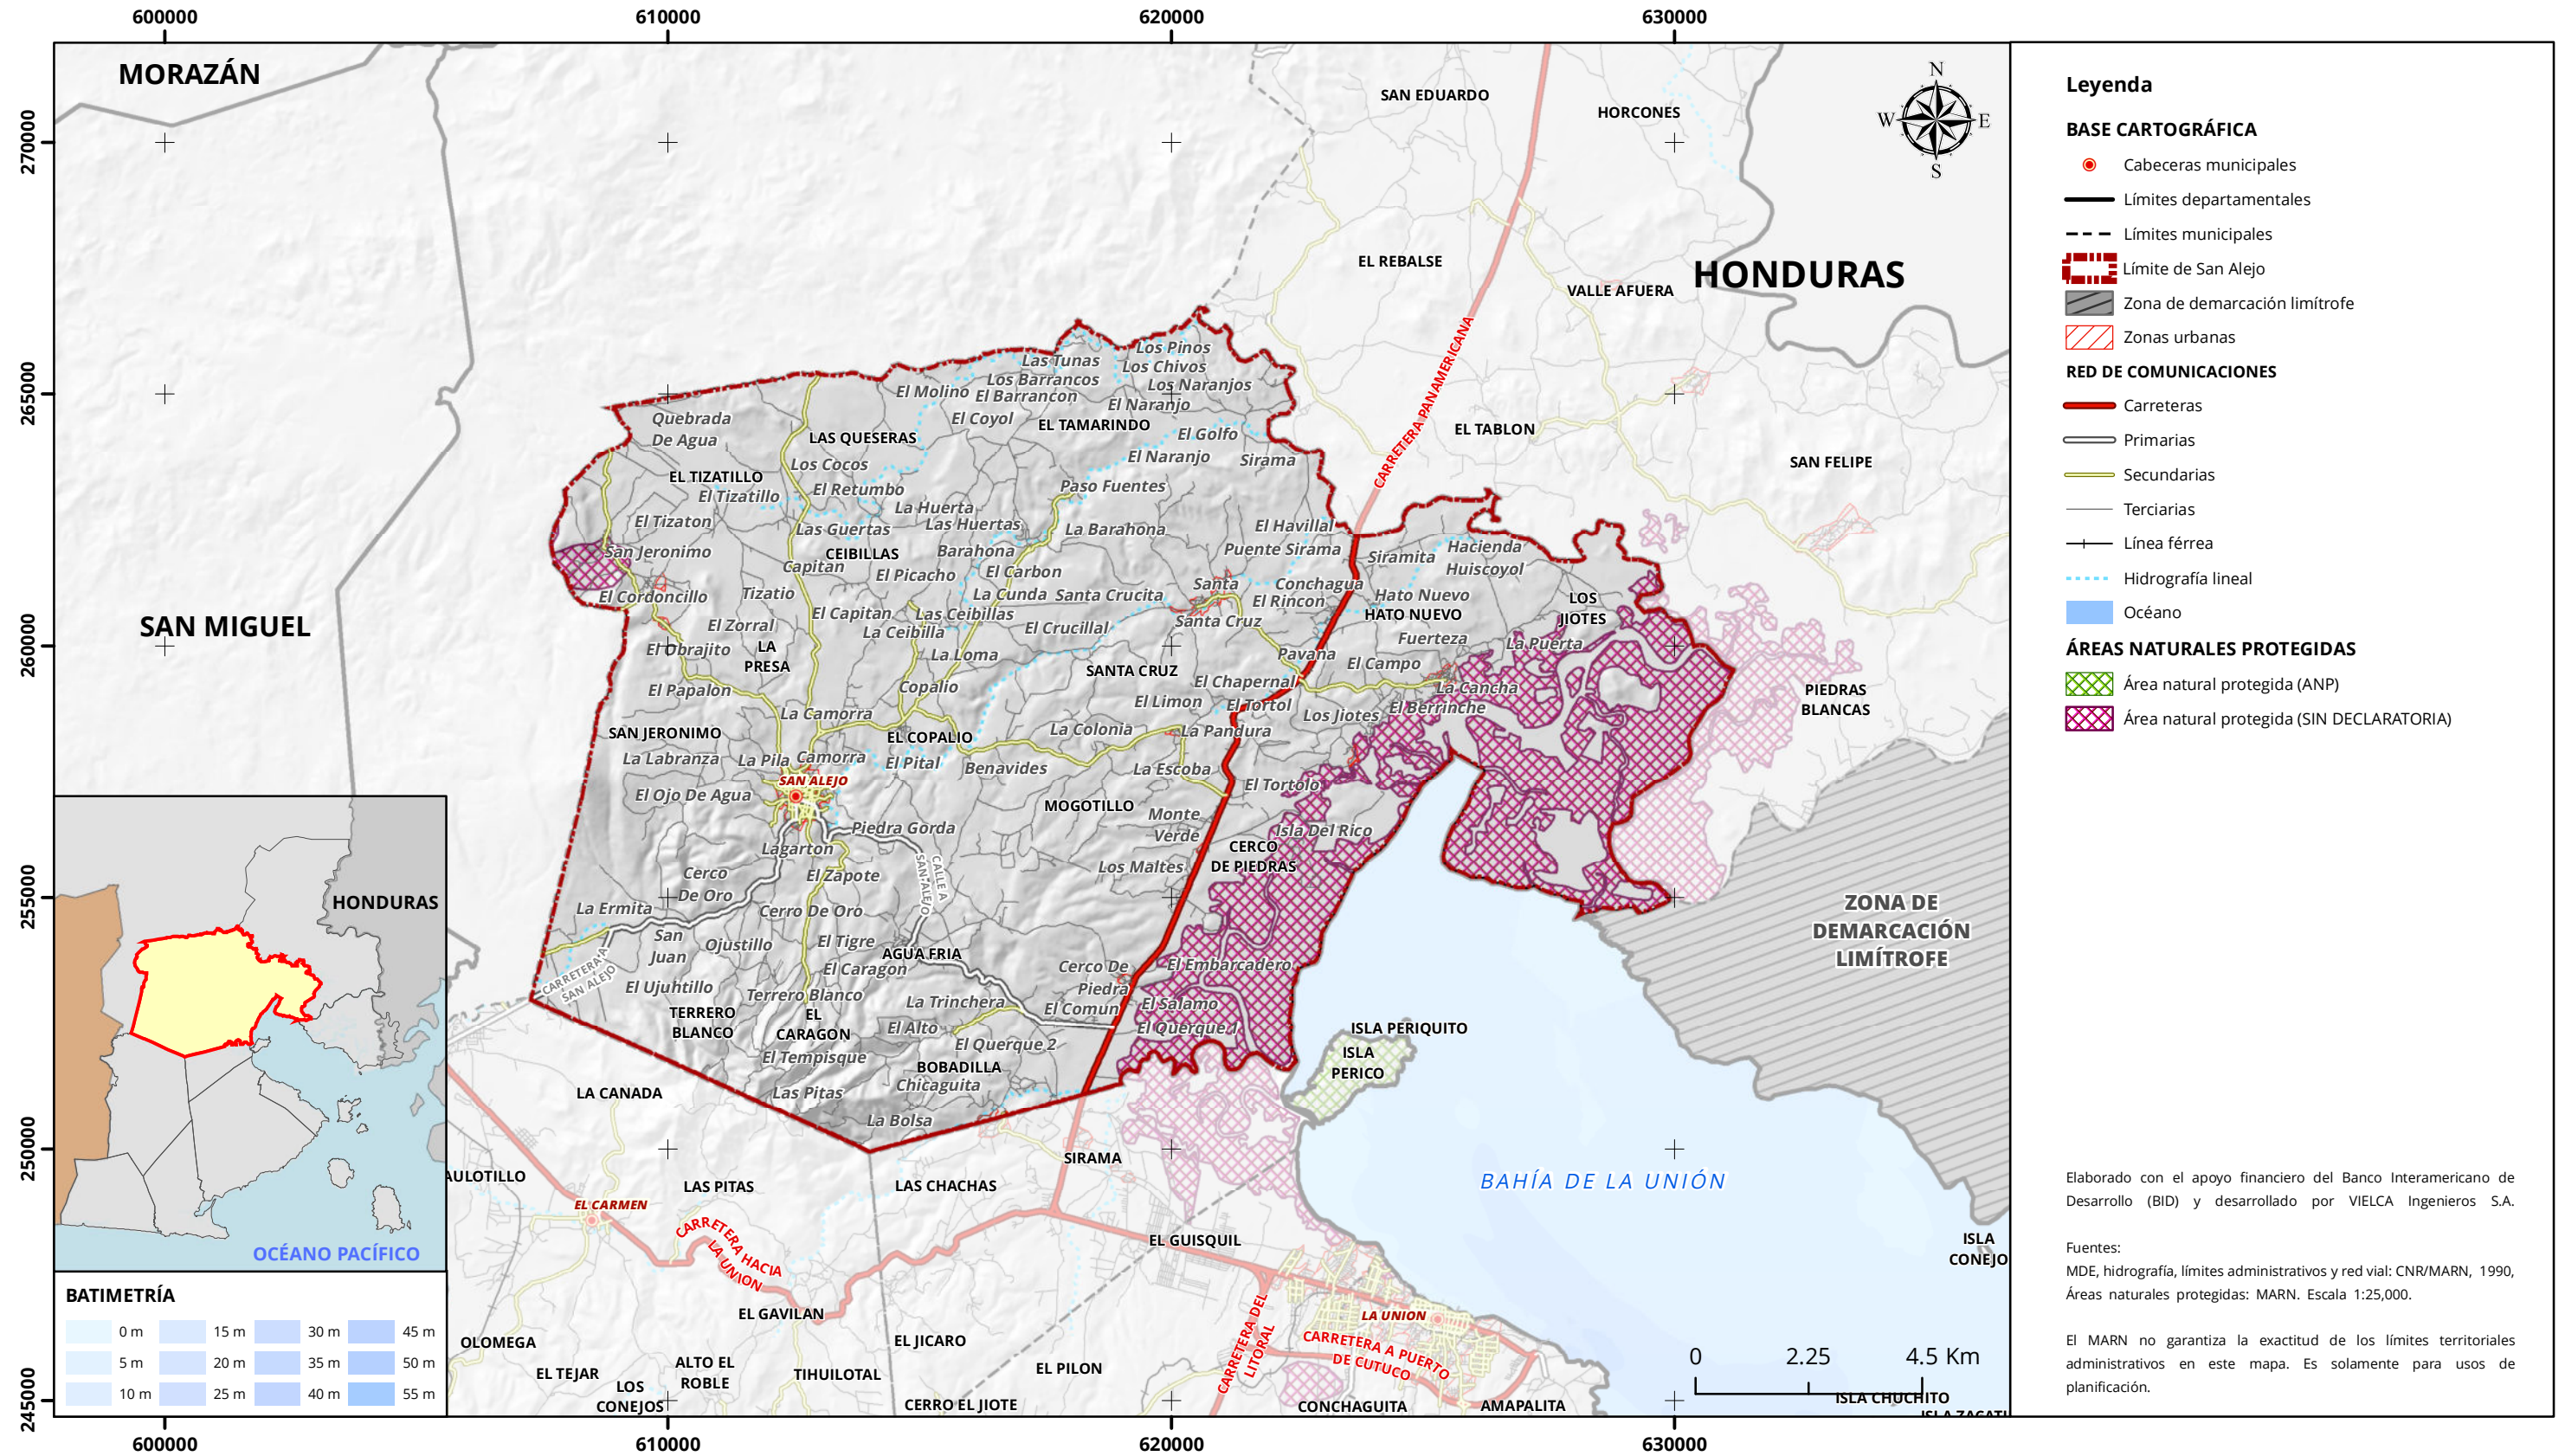 600000
610000
620000
630000
270000
265000
260000
255000
250000
245000
MORAZÁN
SAN EDUARDO
HORCONES
N
W
E
S
EL REBALSE
VALLE AFUERA
HONDURAS
CARRETERA PANAMERICANA
EL TABLON
SAN FELIPE
SAN MIGUEL
Las Tunas
Los Pinos
Los Chivos
Los Barrancos
Los Naranjos
El Molino
El Barrancon
El Naranjo
Quebrada
De Agua
El Coyol
EL TAMARINDO
LAS QUESERAS
El Golfo
Los Cocos
El Naranjo
Sirama
EL TIZATILLO
El Tizatillo
El Retumbo
Paso Fuentes
La Huerta
El Tizaton
Las Guertas
Las Huertas
La Barahona
El Havillal
San Jeronimo
CEIBILLAS
Barahona
Puente Sirama
Siramita
Hacienda
Huiscoyol
Capitan
El Picacho
El Carbon
Santa
Conchagua
El Cordoncillo
Tizatio
La Cunda
Santa Crucita
El Rincon
Hato Nuevo
LOS
JIOTES
El Capitan
Las Ceibillas
HATO NUEVO
El Zorral
La Ceibilla
El Crucillal
Santa Cruz
Fuerteza
La Puerta
El Obrajito
LA
PRESA
La Loma
SANTA CRUZ
Pavana
El Campo
El Papalon
Copalio
El Chapernal
La Cancha
PIEDRAS
BLANCAS
El Limon
El Tortol
Los Jiotes
El Berrinche
La Camorra
SAN JERONIMO
EL COPALIO
La Colonia
La Pandura
La Labranza
La Pila
Camorra
El Pital
Benavides
La Escoba
SAN ALEJO
El Tortolo
El Ojo De Agua
MOGOTILLO
Monte
Verde
Piedra Gorda
Isla Del Rico
Lagarton
CERCO
DE PIEDRAS
CALLE A
SAN ALEJO
Los Maltes
Cerco
De Oro
El Zapote
La Ermita
Cerro De Oro
ZONA DE
DEMARCACIÓN
LIMÍTROFE
San
Juan
Ojustillo
El Tigre
AGUA FRIA
El Caragon
Cerco De
Piedra
El Embarcadero
CARRETERA A
SAN ALEJO
El Ujuhtillo
Terrero Blanco
La Trinchera
El Comun
El Salamo
TERRERO
BLANCO
EL
CARAGON
El Alto
El Querque 1
ISLA PERIQUITO
El Tempisque
El Querque 2
ISLA
PERICO
BOBADILLA
LA CANADA
Las Pitas
Chicaguita
La Bolsa
SIRAMA
AULOTILLO
LAS PITAS
LAS CHACHAS
BAHÍA DE LA UNIÓN
EL CARMEN
CARRETERA HACIA
LA UNION
EL GUISQUIL
ISLA
CONEJO
EL GAVILAN
LA UNION
OLOMEGA
EL JICARO
CARRETERA DEL
LITORAL
CARRETERA A PUERTO
DE CUTUCO
EL TEJAR
ALTO EL
ROBLE
TIHUILOTAL
EL PILON
LOS
CONEJOS
CERRO EL JIOTE
CONCHAGUITA
AMAPALITA
ISLA CHUCHITO
0 2.25 4.5 Km
HONDURAS
OCÉANO PACÍFICO
BATIMETRÍA
0 m 15 m 30 m 45 m
5 m 20 m 35 m 50 m
10 m 25 m 40 m 55 m
600000
610000
620000
630000
Leyenda
BASE CARTOGRÁFICA
Cabeceras municipales
Límites departamentales
Límites municipales
Límite de San Alejo
Zona de demarcación limítrofe
Zonas urbanas
RED DE COMUNICACIONES
Carreteras
Primarias
Secundarias
Terciarias
Línea férrea
Hidrografía lineal
Océano
ÁREAS NATURALES PROTEGIDAS
Área natural protegida (ANP)
Área natural protegida (SIN DECLARATORIA)
Elaborado con el apoyo financiero del Banco Interamericano de
Desarrollo (BID) y desarrollado por VIELCA Ingenieros S.A.
Fuentes:
MDE, hidrografía, límites administrativos y red vial: CNR/MARN, 1990,
Áreas naturales protegidas: MARN. Escala 1:25,000.
El MARN no garantiza la exactitud de los límites territoriales
administrativos en este mapa. Es solamente para usos de
planificación.